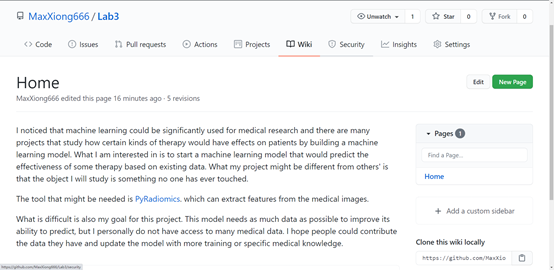 MaxXiong666 / Lab3
Unwatch 1 Star 0 Fork 0
Code Issues Pull requests Actions Projects Wiki Security Insights Settings
Home
Edit New Page
MaxXiong666 edited this page 16 minutes ago · 5 revisions
I noticed that machine learning could be significantly used for medical research and there are many
projects that study how certain kinds of therapy would have effects on patients by building a machine
learning model. What I am interested in is to start a machine learning model that would predict the
effectiveness of some therapy based on existing data. What my project might be different from others' is
that the object I will study is something no one has ever touched.
The tool that might be needed is PyRadiomics. which can extract features from the medical images.
What is difficult is also my goal for this project. This model needs as much data as possible to improve its
ability to predict, but I personally do not have access to many medical data. I hope people could contribute
the data they have and update the model with more training or specific medical knowledge.
Pages 1
Find a Page...
Home
Add a custom sidebar
Clone this wiki locally
https://github.com/MaxXio
https://github.com/MaxXiong666/Lab3/security